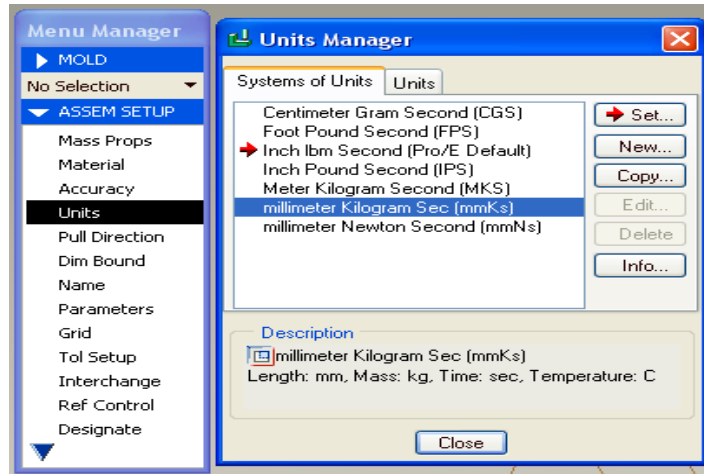 Menu Manager
MOLD
No Selection
ASSEM SETUP
Mass Props
Material
Accuracy
Units
Pull Direction
Dim Bound
Name
Parameters
Grid
Tol Setup
Interchange
Ref Control
Designate
Units Manager
Systems of Units
Units
Centimeter Gram Second (CGS)
Foot Pound Second (FPS)
Inch lbm Second (Pro/E Default)
Inch Pound Second (IPS)
Meter Kilogram Second (MKS)
millimeter Kilogram Sec (mmKs)
millimeter Newton Second (mmNs)
Set...
New...
Copy...
Edit...
Delete
Info...
Description
millimeter Kilogram Sec (mmKs)
Length: mm, Mass: kg, Time: sec, Temperature: C
Close